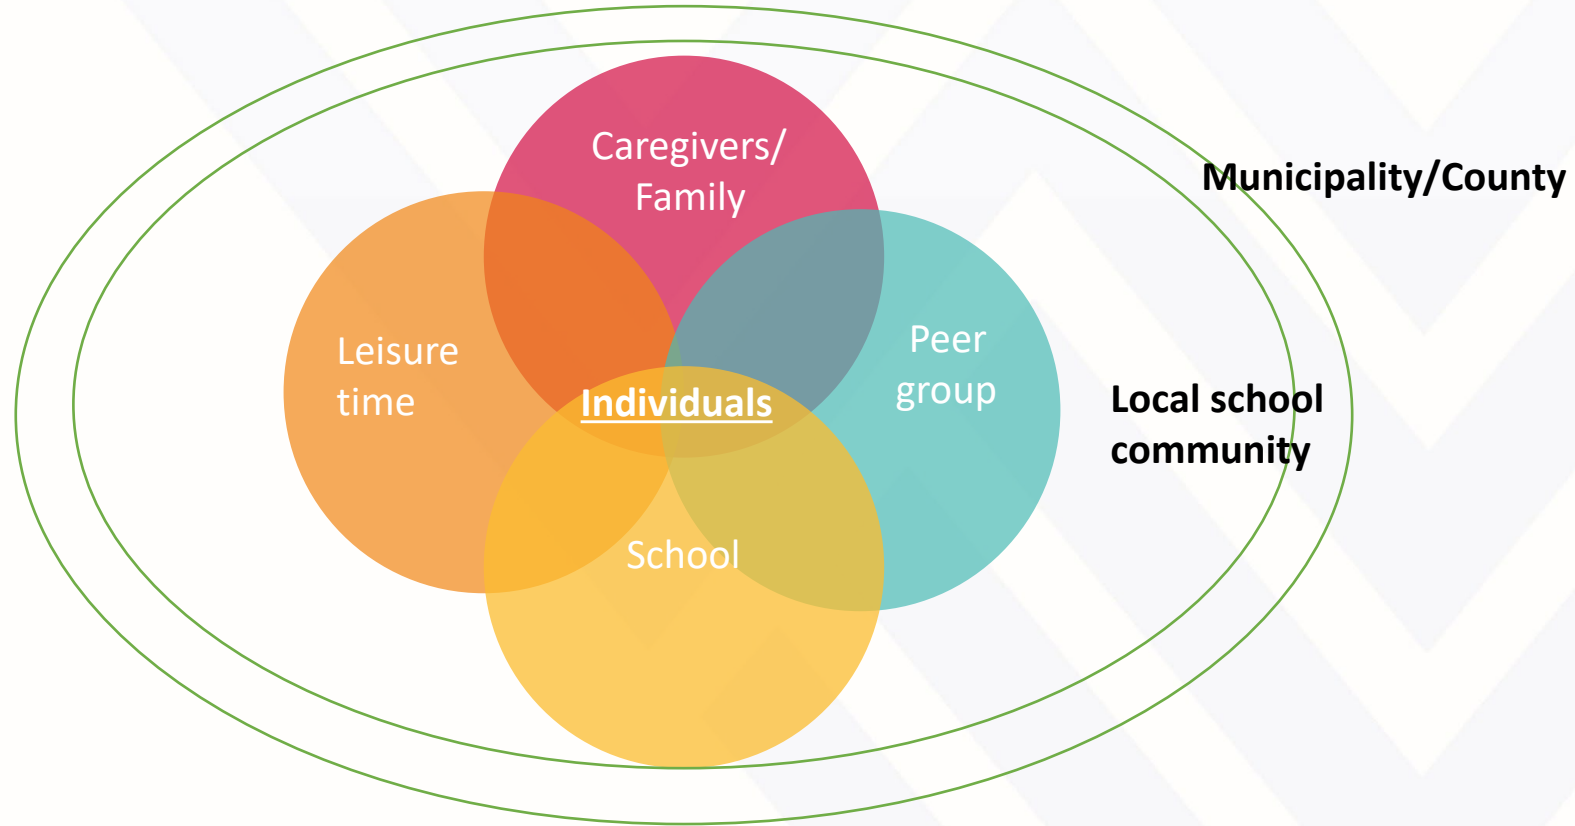 Caregivers/
Family
Municipality/County
Leisure
time
Peer
group
Individuals
Local school
community
School